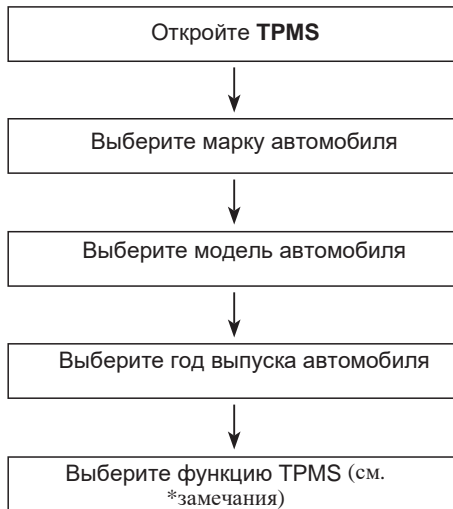 Откройте TPMS
Выберите марку автомобиля
Выберите модель автомобиля
Выберите год выпуска автомобиля
Выберите функцию TPMS (см.
*замечания)